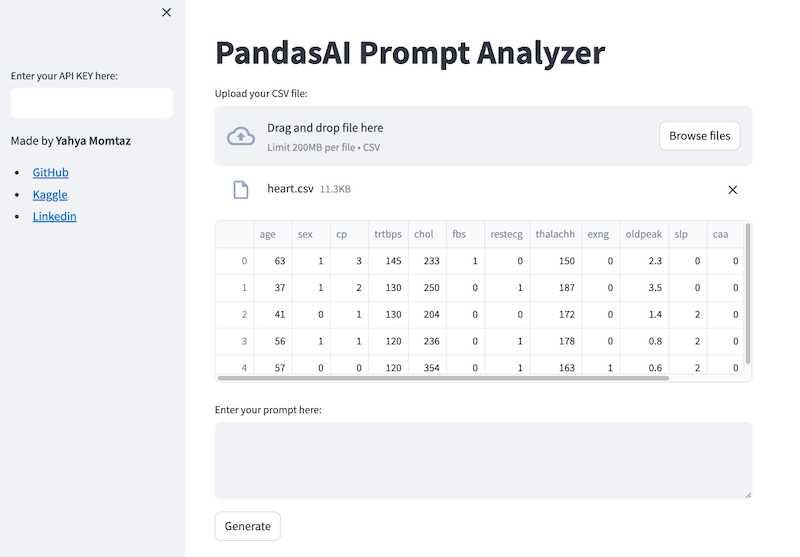 Enter your API KEY here:
Made by Yahya Momtaz
GitHub
Kaggle
Linkedin
PandasAI Prompt Analyzer
Upload your CSV file:
Drag and drop file here
Limit 200MB per file • CSV
Browse files
heart.csv 11.3KB
age sex cp trtbps chol fbs restecg thalachh exng oldpeak slp caa
0 63 1 3 145 233 1 0 150 0 2.3 0 0
1 37 1 2 130 250 0 1 187 0 3.5 0 0
2 41 0 1 130 204 0 0 172 0 1.4 2 0
3 56 1 1 120 236 0 1 178 0 0.8 2 0
4 57 0 0 120 354 0 1 163 1 0.6 2 0
Enter your prompt here:
Generate